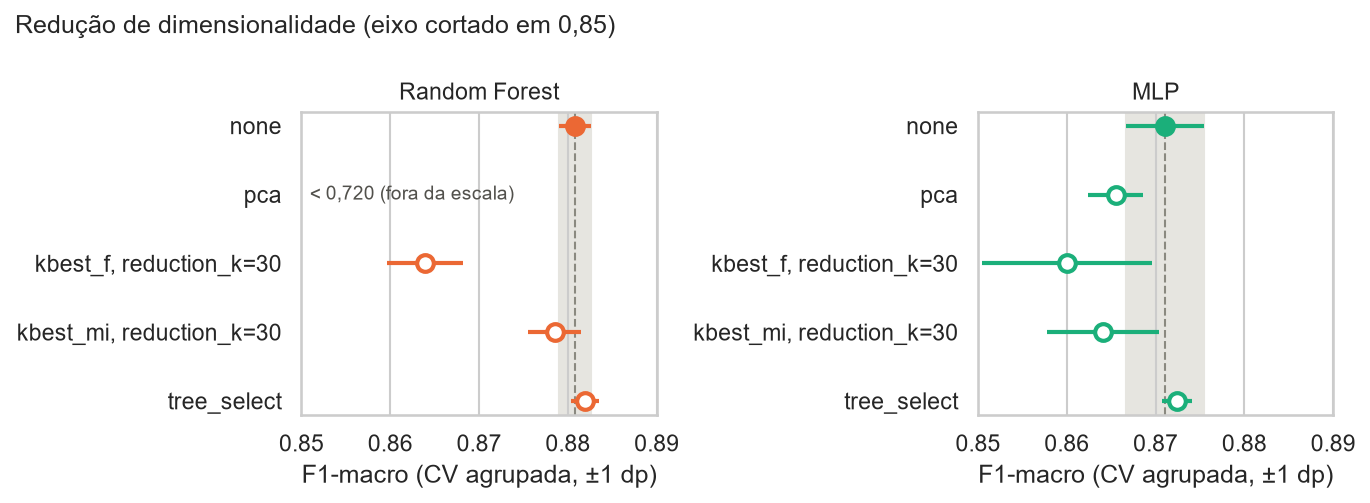 Redução de dimensionalidade (eixo cortado em 0,85)
Random Forest
none
pca
< 0,720 (fora da escala)
kbest_f, reduction_k=30
kbest_mi, reduction_k=30
tree_select
0.85 0.86 0.87 0.88 0.89
F1-macro (CV agrupada, ±1 dp)
MLP
none
pca
kbest_f, reduction_k=30
kbest_mi, reduction_k=30
tree_select
0.85 0.86 0.87 0.88 0.89
F1-macro (CV agrupada, ±1 dp)